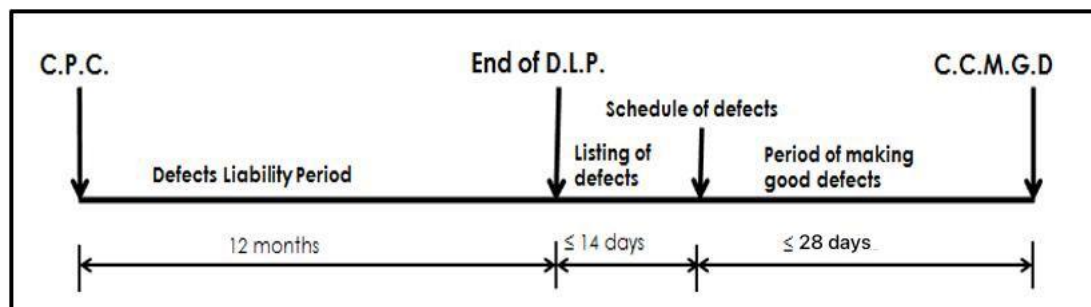 C.P.C.
End of D.L.P.
C.C.M.G.D
Schedule of defects
Defects Liability Period
Listing of
defects
Period of making
good defects
12 months
≤ 14 days
≤ 28 days